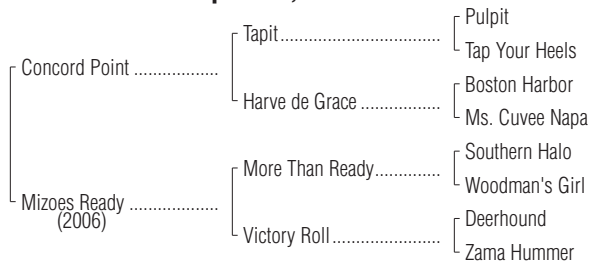 Pulpit
Tapit
Tap Your Heels
Concord Point
Boston Harbor
Harve de Grace
Ms. Cuvee Napa
Southern Halo
More Than Ready
Woodman's Girl
Mizoes Ready
(2006)
Deerhound
Victory Roll
Zama Hummer